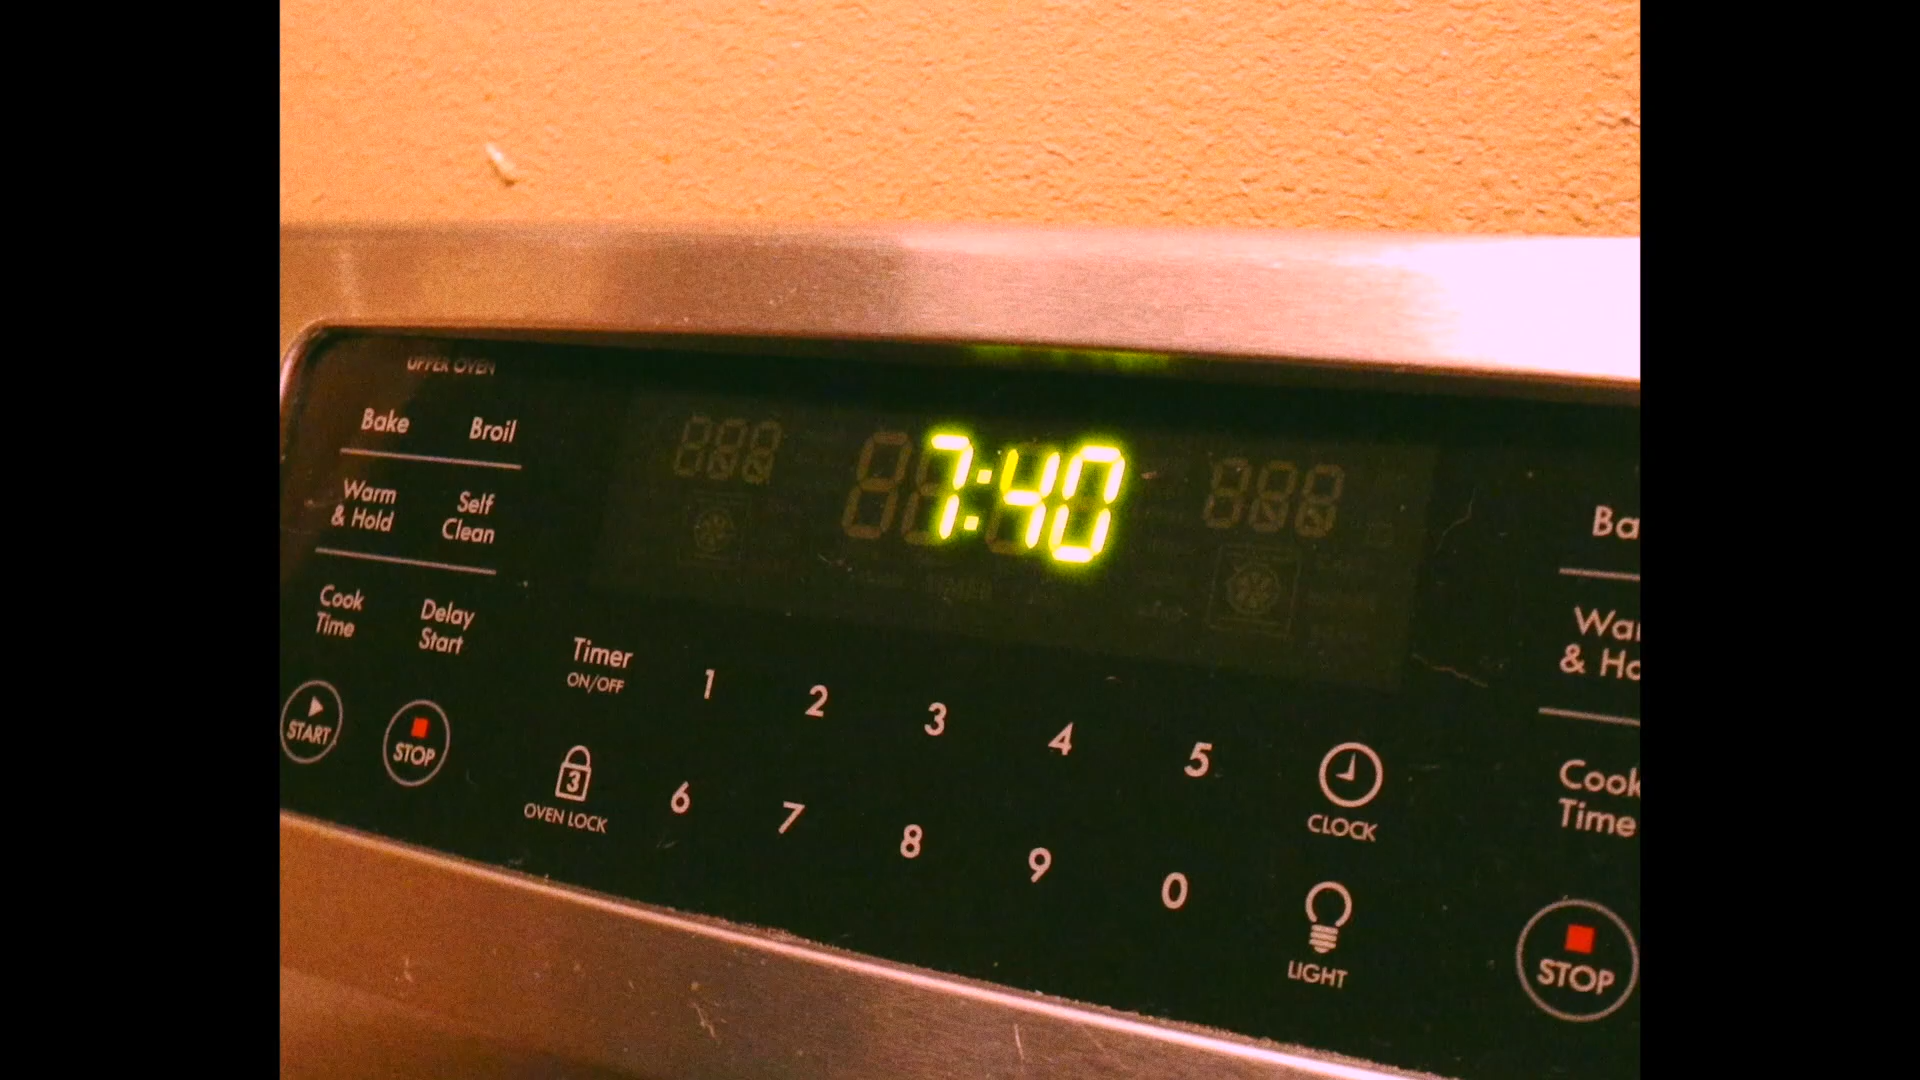 UPPER OVEN
Bake Broil
Warm & Hold
Self Clean
Cook Time
Delay Start
START
STOP
7:40
Timer
ON/OFF
1 2 3 4 5
3
OVEN LOCK
6 7 8 9 0
CLOCK
LIGHT
Ba
& Ho
Cook
Time
STOP